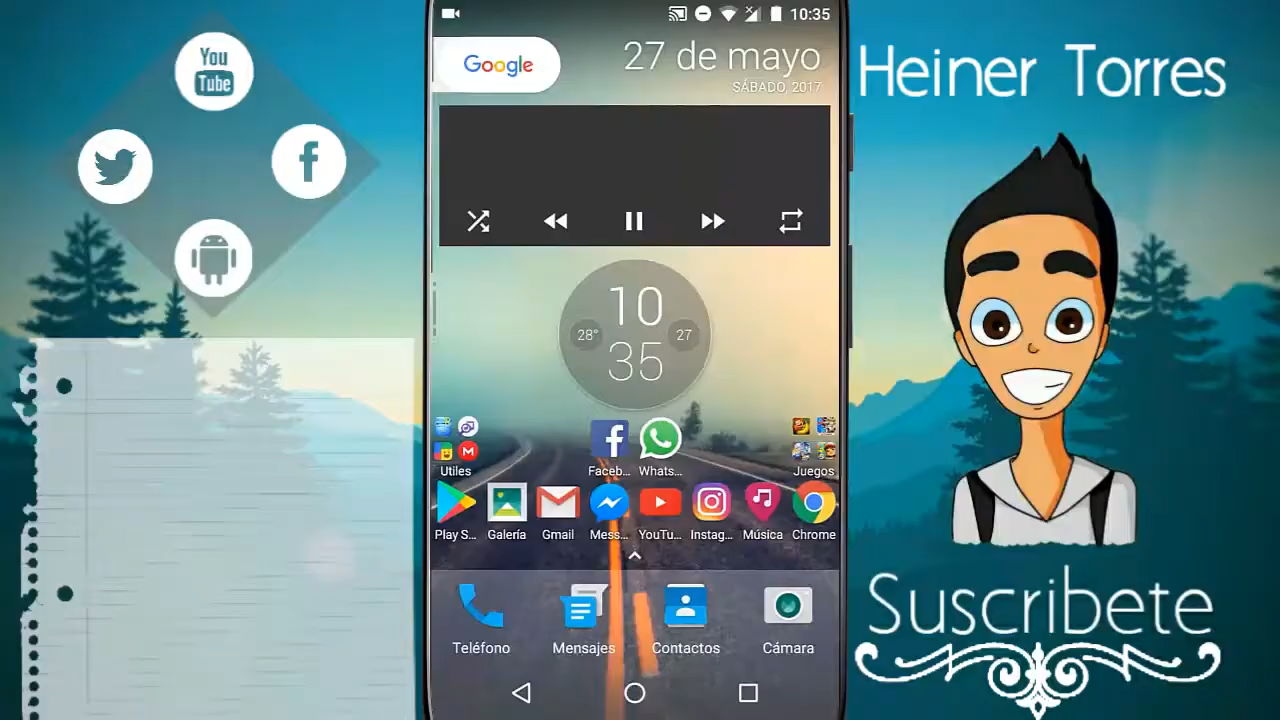 You
Tube
10:35
Google
27 de mayo
SÁBADO, 2017
Heiner Torres
10
28°
27
35
Utiles
Faceb...
Whats...
Juegos
Play S...
Galería
Gmail
Mess...
YouTu...
Instag...
Música
Chrome
Teléfono
Mensajes
Contactos
Cámara
Suscribete